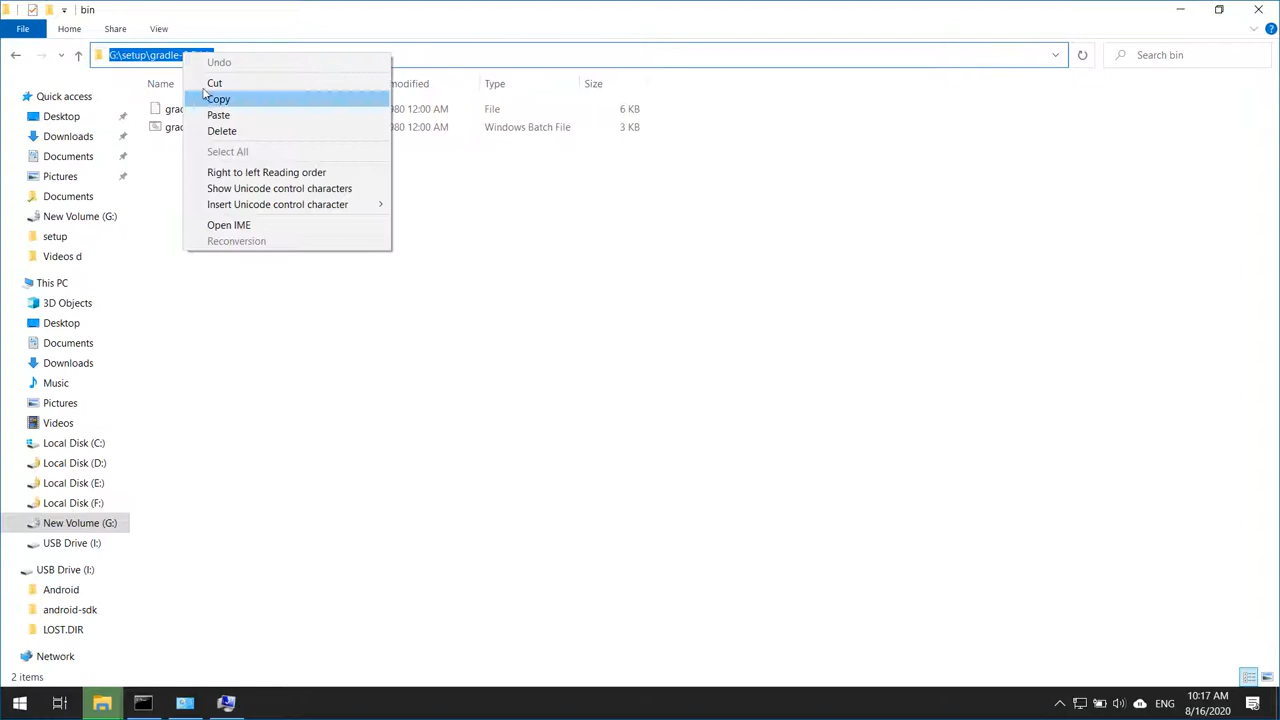 bin
File
Home
Share
View
G:\setup\gradle-
Search bin
Undo
Cut
Copy
Paste
Delete
Select All
Right to left Reading order
Show Unicode control characters
Insert Unicode control character
Open IME
Reconversion
Name
modified
Type
Size
grac
980 12:00 AM
File
6 KB
grac
980 12:00 AM
Windows Batch File
3 KB
Quick access
Desktop
Downloads
Documents
Pictures
Documents
New Volume (G:)
setup
Videos d
This PC
3D Objects
Desktop
Documents
Downloads
Music
Pictures
Videos
Local Disk (C:)
Local Disk (D:)
Local Disk (E:)
Local Disk (F:)
New Volume (G:)
USB Drive (I:)
USB Drive (I:)
Android
android-sdk
LOST.DIR
Network
2 items
ENG
10:17 AM
8/16/2020